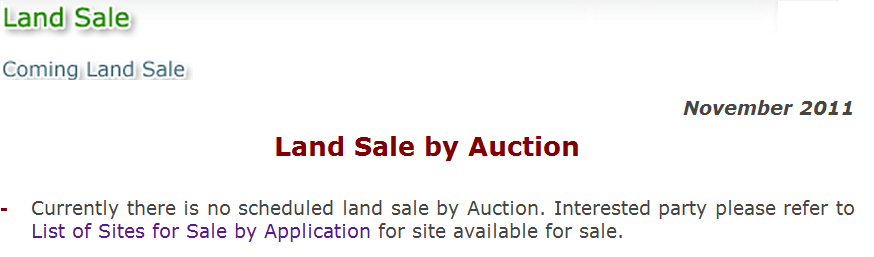 Land Sale
Coming Land Sale
November 2011
Land Sale by Auction
- Currently there is no scheduled land sale by Auction. Interested party please refer to
List of Sites for Sale by Application for site available for sale.